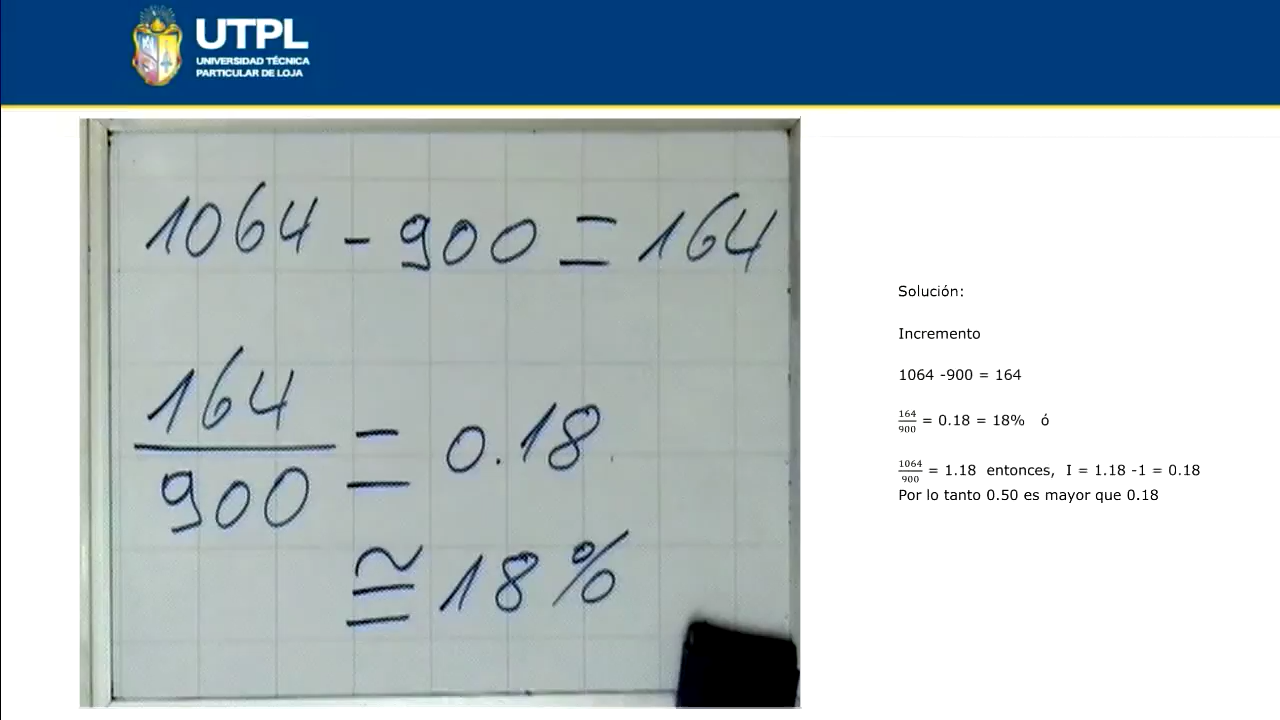 UTPL
UNIVERSIDAD TÉCNICA
PARTICULAR DE LOJA
1064 - 900 = 164
164/900 = 0.18
≅ 18%
Solución:
Incremento
1064 -900 = 164
164/900 = 0.18 = 18% ó
1064/900 = 1.18 entonces, I = 1.18 -1 = 0.18
Por lo tanto 0.50 es mayor que 0.18